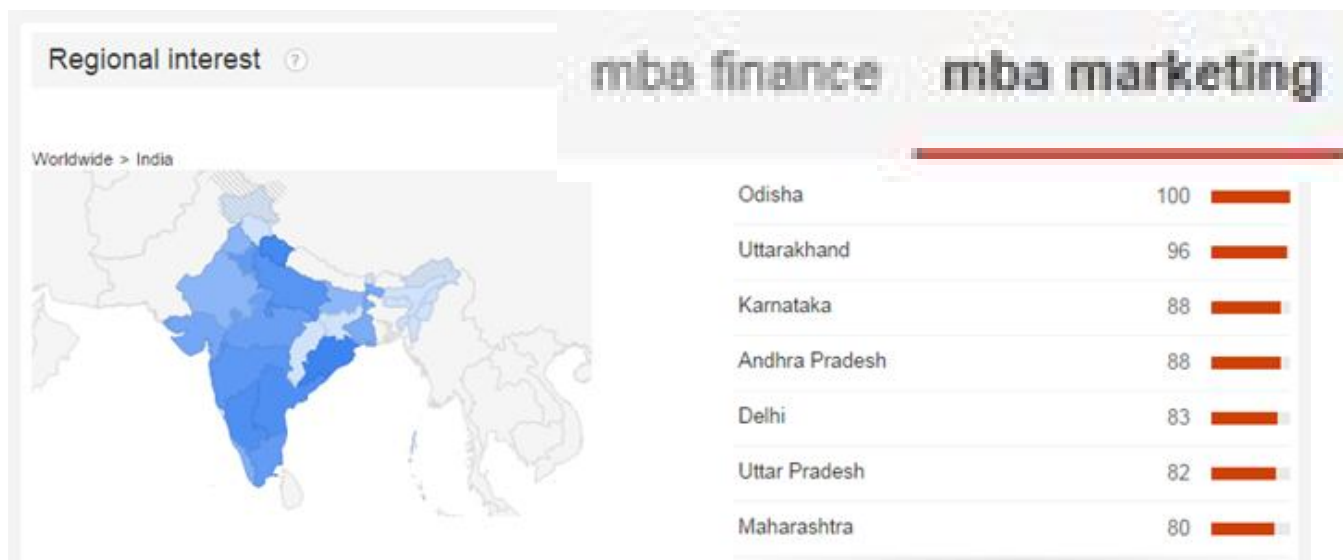 Regional interest ?
mba finance mba marketing
Worldwide > India
Odisha 100
Uttarakhand 96
Karnataka 88
Andhra Pradesh 88
Delhi 83
Uttar Pradesh 82
Maharashtra 80